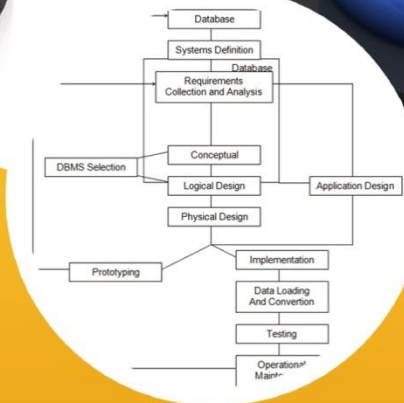 Database
Systems Definition
Database
Requirements
Collection and Analysis
Conceptual
DBMS Selection
Logical Design
Application Design
Physical Design
Implementation
Prototyping
Data Loading
And Convertion
Testing
Operational